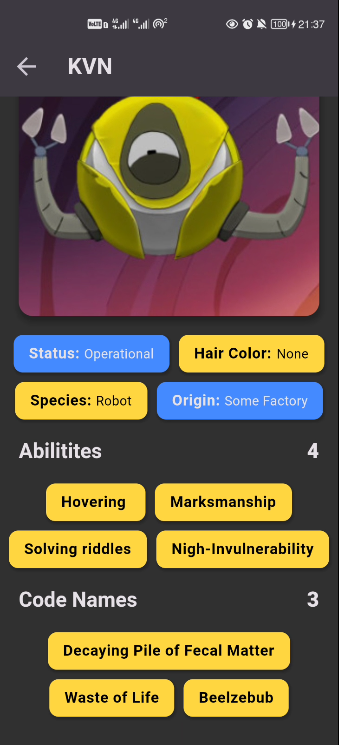 100 21:37
KVN
Status: Operational Hair Color: None
Species: Robot Origin: Some Factory
Abilitites 4
Hovering Marksmanship
Solving riddles Nigh-Invulnerability
Code Names 3
Decaying Pile of Fecal Matter
Waste of Life Beelzebub